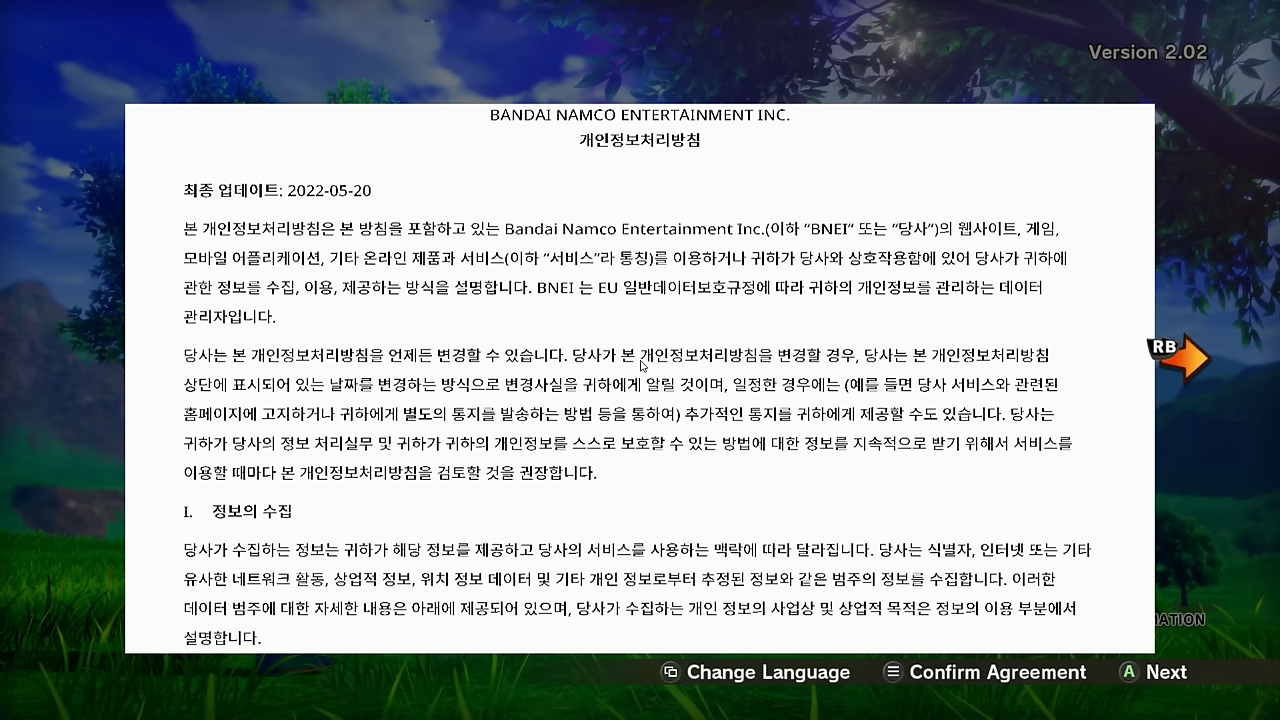 Version 2.02
BANDAI NAMCO ENTERTAINMENT INC.
개인정보처리방침
최종 업데이트: 2022-05-20
본 개인정보처리방침은 본 방침을 포함하고 있는 Bandai Namco Entertainment Inc.(이하 “BNEI” 또는 “당사”)의 웹사이트, 게임,
모바일 어플리케이션, 기타 온라인 제품과 서비스(이하 “서비스”라 통칭)를 이용하거나 귀하가 당사와 상호작용함에 있어 당사가 귀하에
관한 정보를 수집, 이용, 제공하는 방식을 설명합니다. BNEI 는 EU 일반데이터보호규정에 따라 귀하의 개인정보를 관리하는 데이터
관리자입니다.
당사는 본 개인정보처리방침을 언제든 변경할 수 있습니다. 당사가 본 개인정보처리방침을 변경할 경우, 당사는 본 개인정보처리방침
상단에 표시되어 있는 날짜를 변경하는 방식으로 변경사실을 귀하에게 알릴 것이며, 일정한 경우에는 (예를 들면 당사 서비스와 관련된
홈페이지에 고지하거나 귀하에게 별도의 통지를 발송하는 방법 등을 통하여) 추가적인 통지를 귀하에게 제공할 수도 있습니다. 당사는
귀하가 당사의 정보 처리실무 및 귀하가 귀하의 개인정보를 스스로 보호할 수 있는 방법에 대한 정보를 지속적으로 받기 위해서 서비스를
이용할 때마다 본 개인정보처리방침을 검토할 것을 권장합니다.
RB
I. 정보의 수집
당사가 수집하는 정보는 귀하가 해당 정보를 제공하고 당사의 서비스를 사용하는 맥락에 따라 달라집니다. 당사는 식별자, 인터넷 또는 기타
유사한 네트워크 활동, 상업적 정보, 위치 정보 데이터 및 기타 개인 정보로부터 추정된 정보와 같은 범주의 정보를 수집합니다. 이러한
데이터 범주에 대한 자세한 내용은 아래에 제공되어 있으며, 당사가 수집하는 개인 정보의 사업상 및 상업적 목적은 정보의 이용 부분에서
설명합니다.
Change Language
Confirm Agreement
A Next